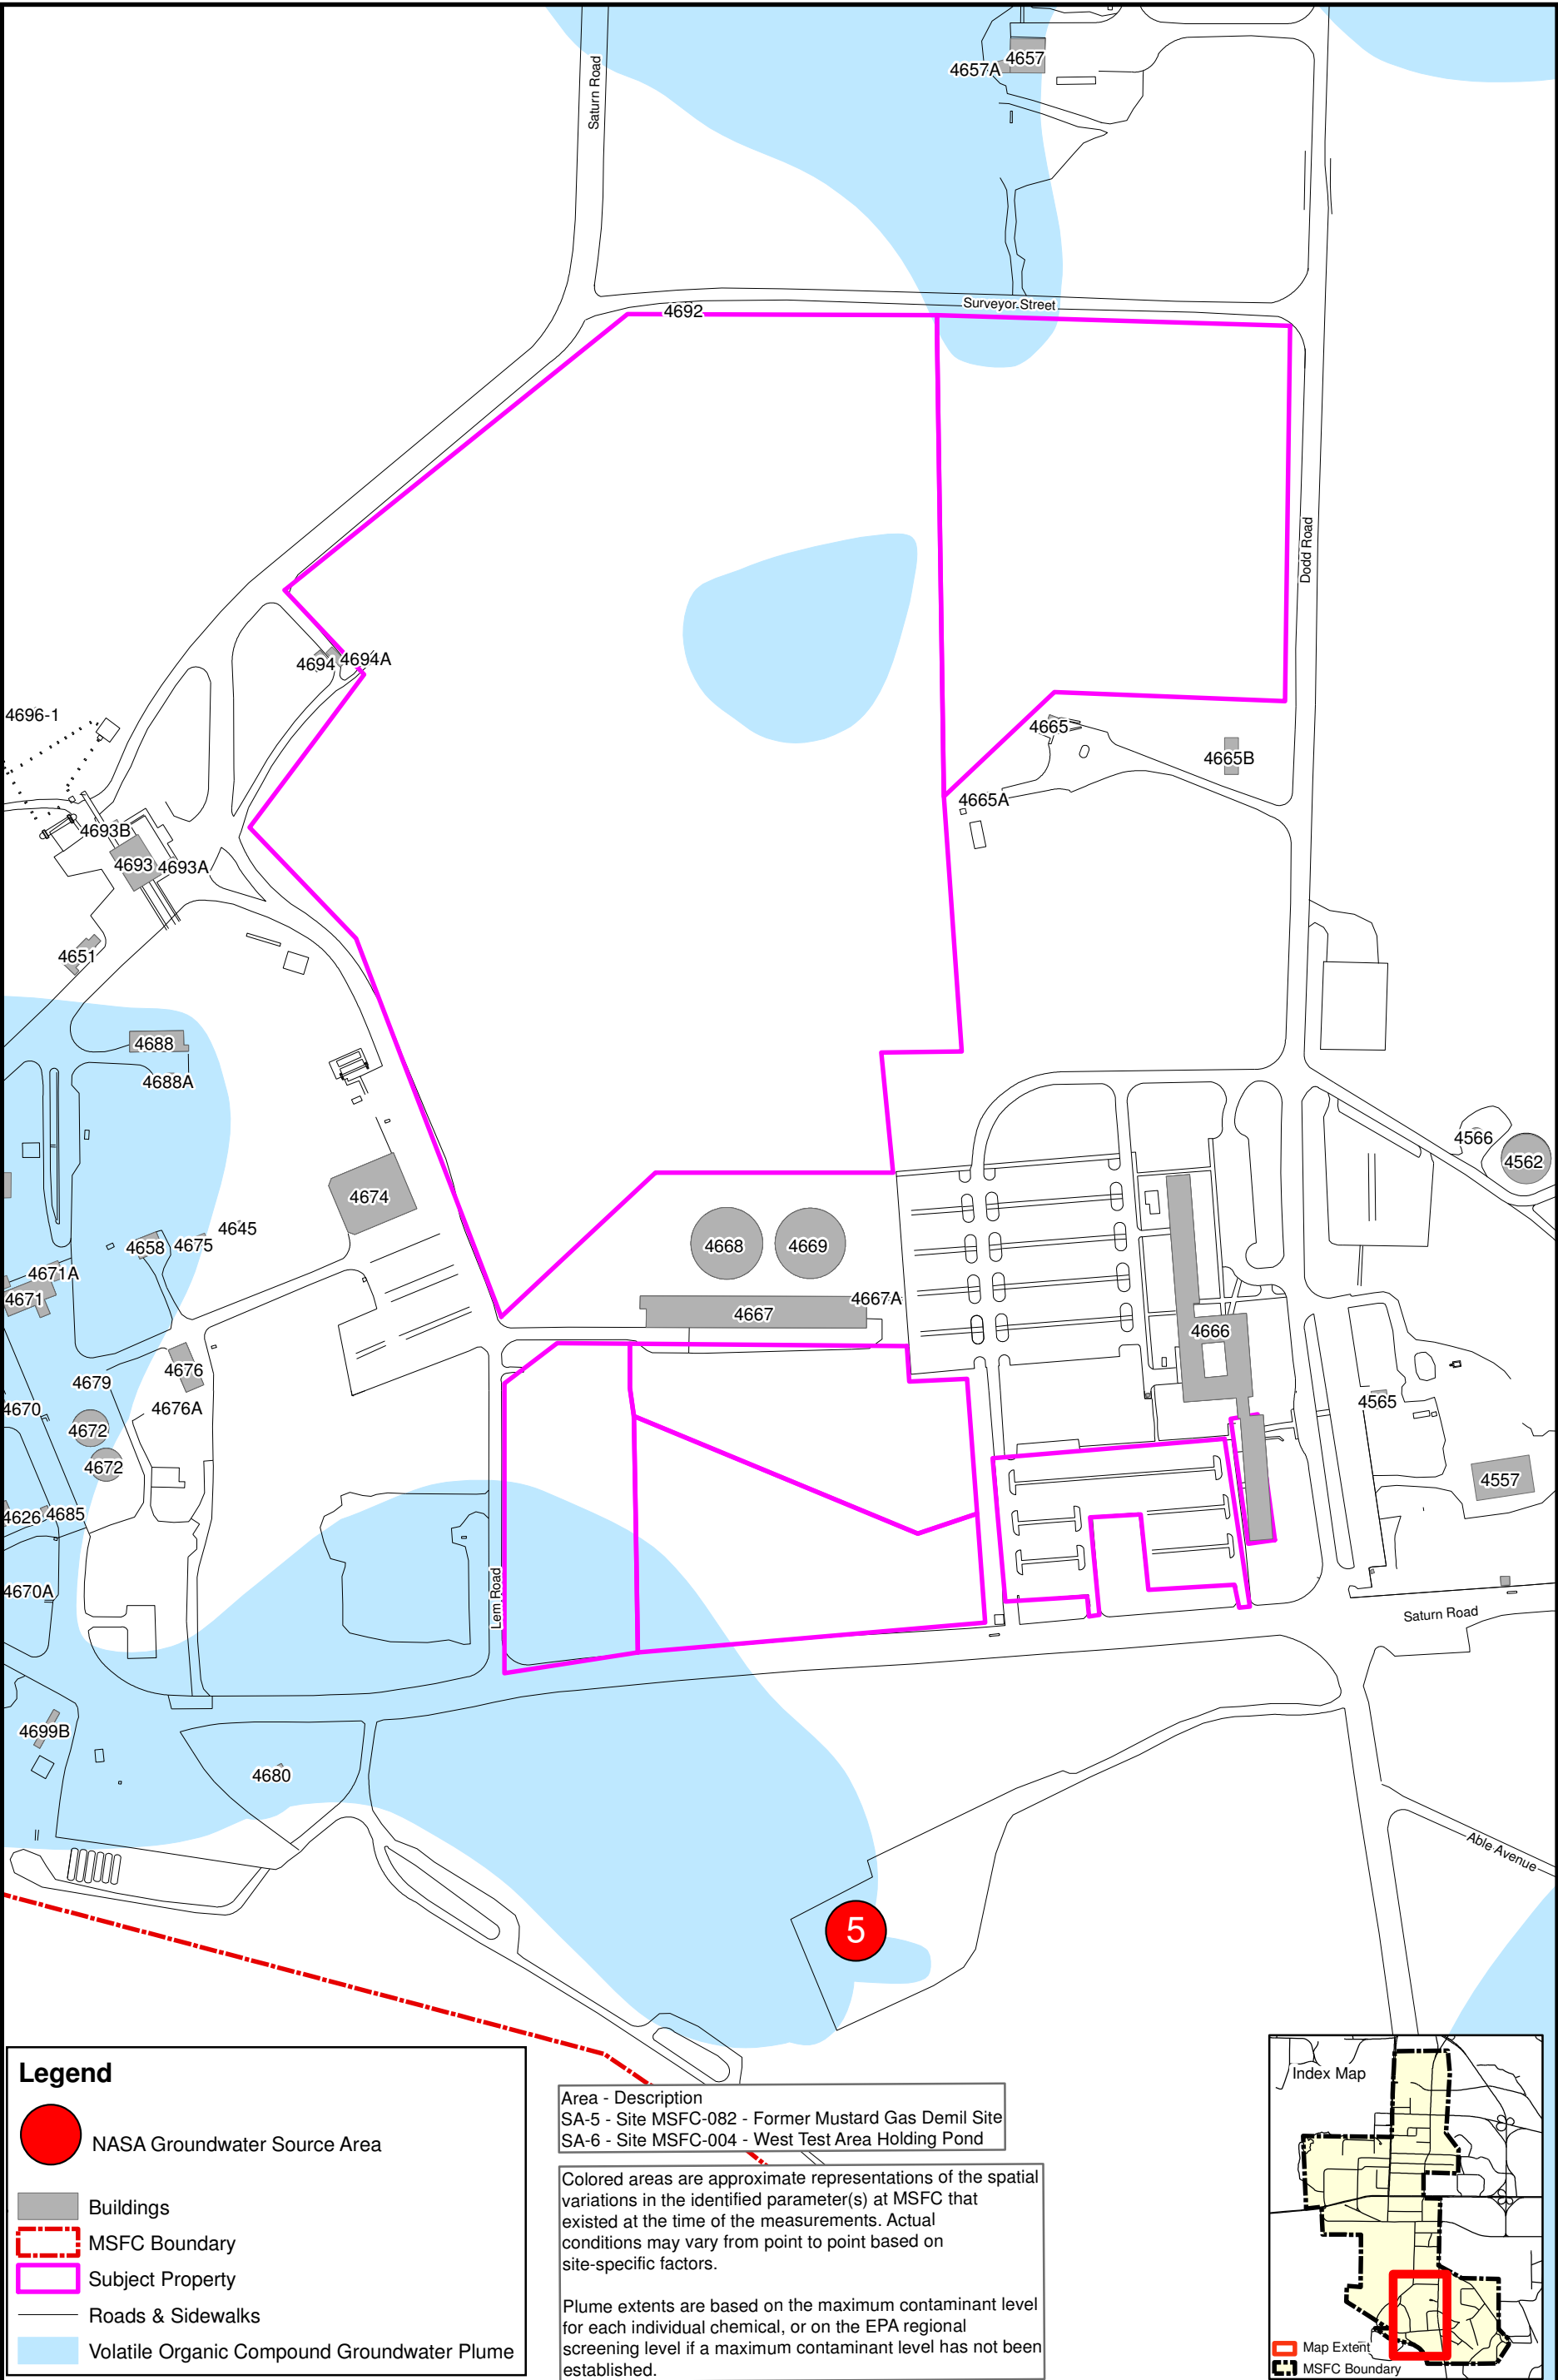 Saturn Road
4657
4657A
Surveyor Street
4692
Dodd Road
4694
4694A
4696-1
4665
4665B
4665A
4693B
4693
4693A
4651
4688
4688A
4566
4562
4674
4645
4658
4675
4668
4669
4671A
4671
4667A
4667
4666
4676
4679
4670
4676A
4565
4672
4672
4557
4626
4685
4670A
Lem Road
Saturn Road
4699B
4680
Able Avenue
5
Legend
NASA Groundwater Source Area
Buildings
MSFC Boundary
Subject Property
Roads & Sidewalks
Volatile Organic Compound Groundwater Plume
Area - Description
SA-5 - Site MSFC-082 - Former Mustard Gas Demil Site
SA-6 - Site MSFC-004 - West Test Area Holding Pond
Colored areas are approximate representations of the spatial
variations in the identified parameter(s) at MSFC that
existed at the time of the measurements. Actual
conditions may vary from point to point based on
site-specific factors.
Plume extents are based on the maximum contaminant level
for each individual chemical, or on the EPA regional
screening level if a maximum contaminant level has not been
established.
Index Map
Map Extent
MSFC Boundary